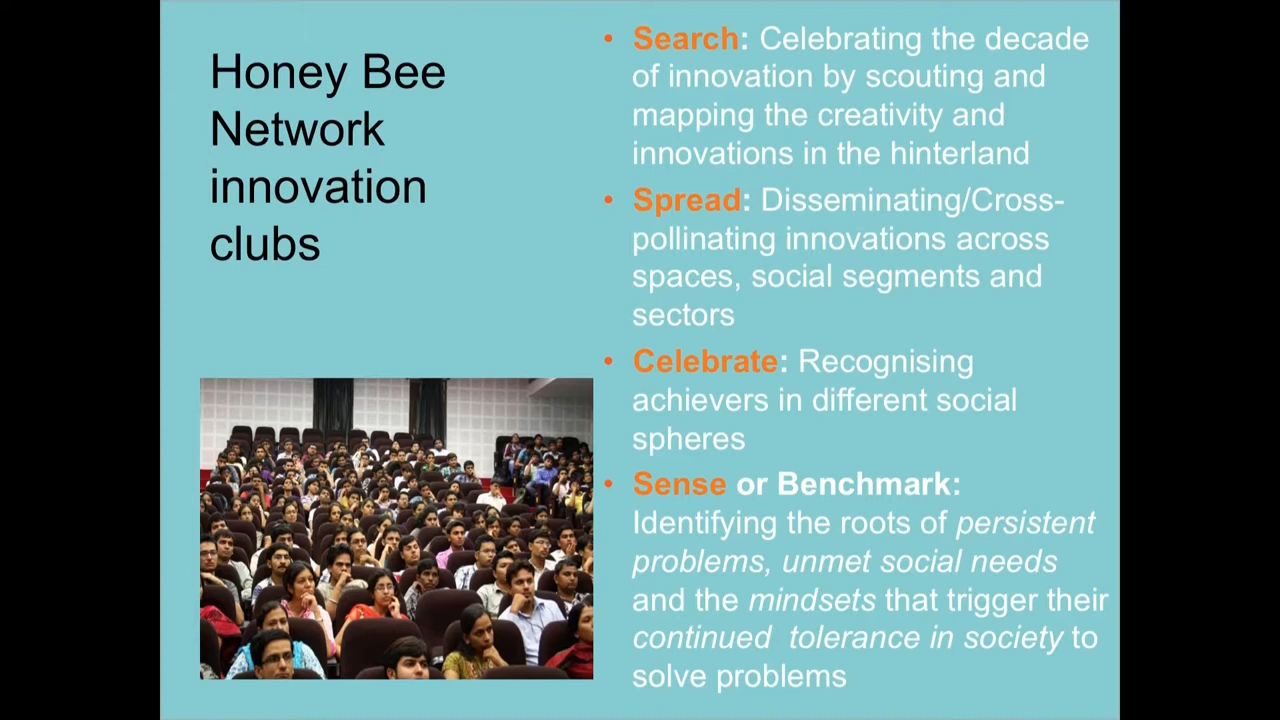 Honey Bee
Network
innovation
clubs
• Search: Celebrating the decade
of innovation by scouting and
mapping the creativity and
innovations in the hinterland
• Spread: Disseminating/Cross-
pollinating innovations across
spaces, social segments and
sectors
• Celebrate: Recognising
achievers in different social
spheres
• Sense or Benchmark:
Identifying the roots of persistent
problems, unmet social needs
and the mindsets that trigger their
continued  tolerance in society to
solve problems